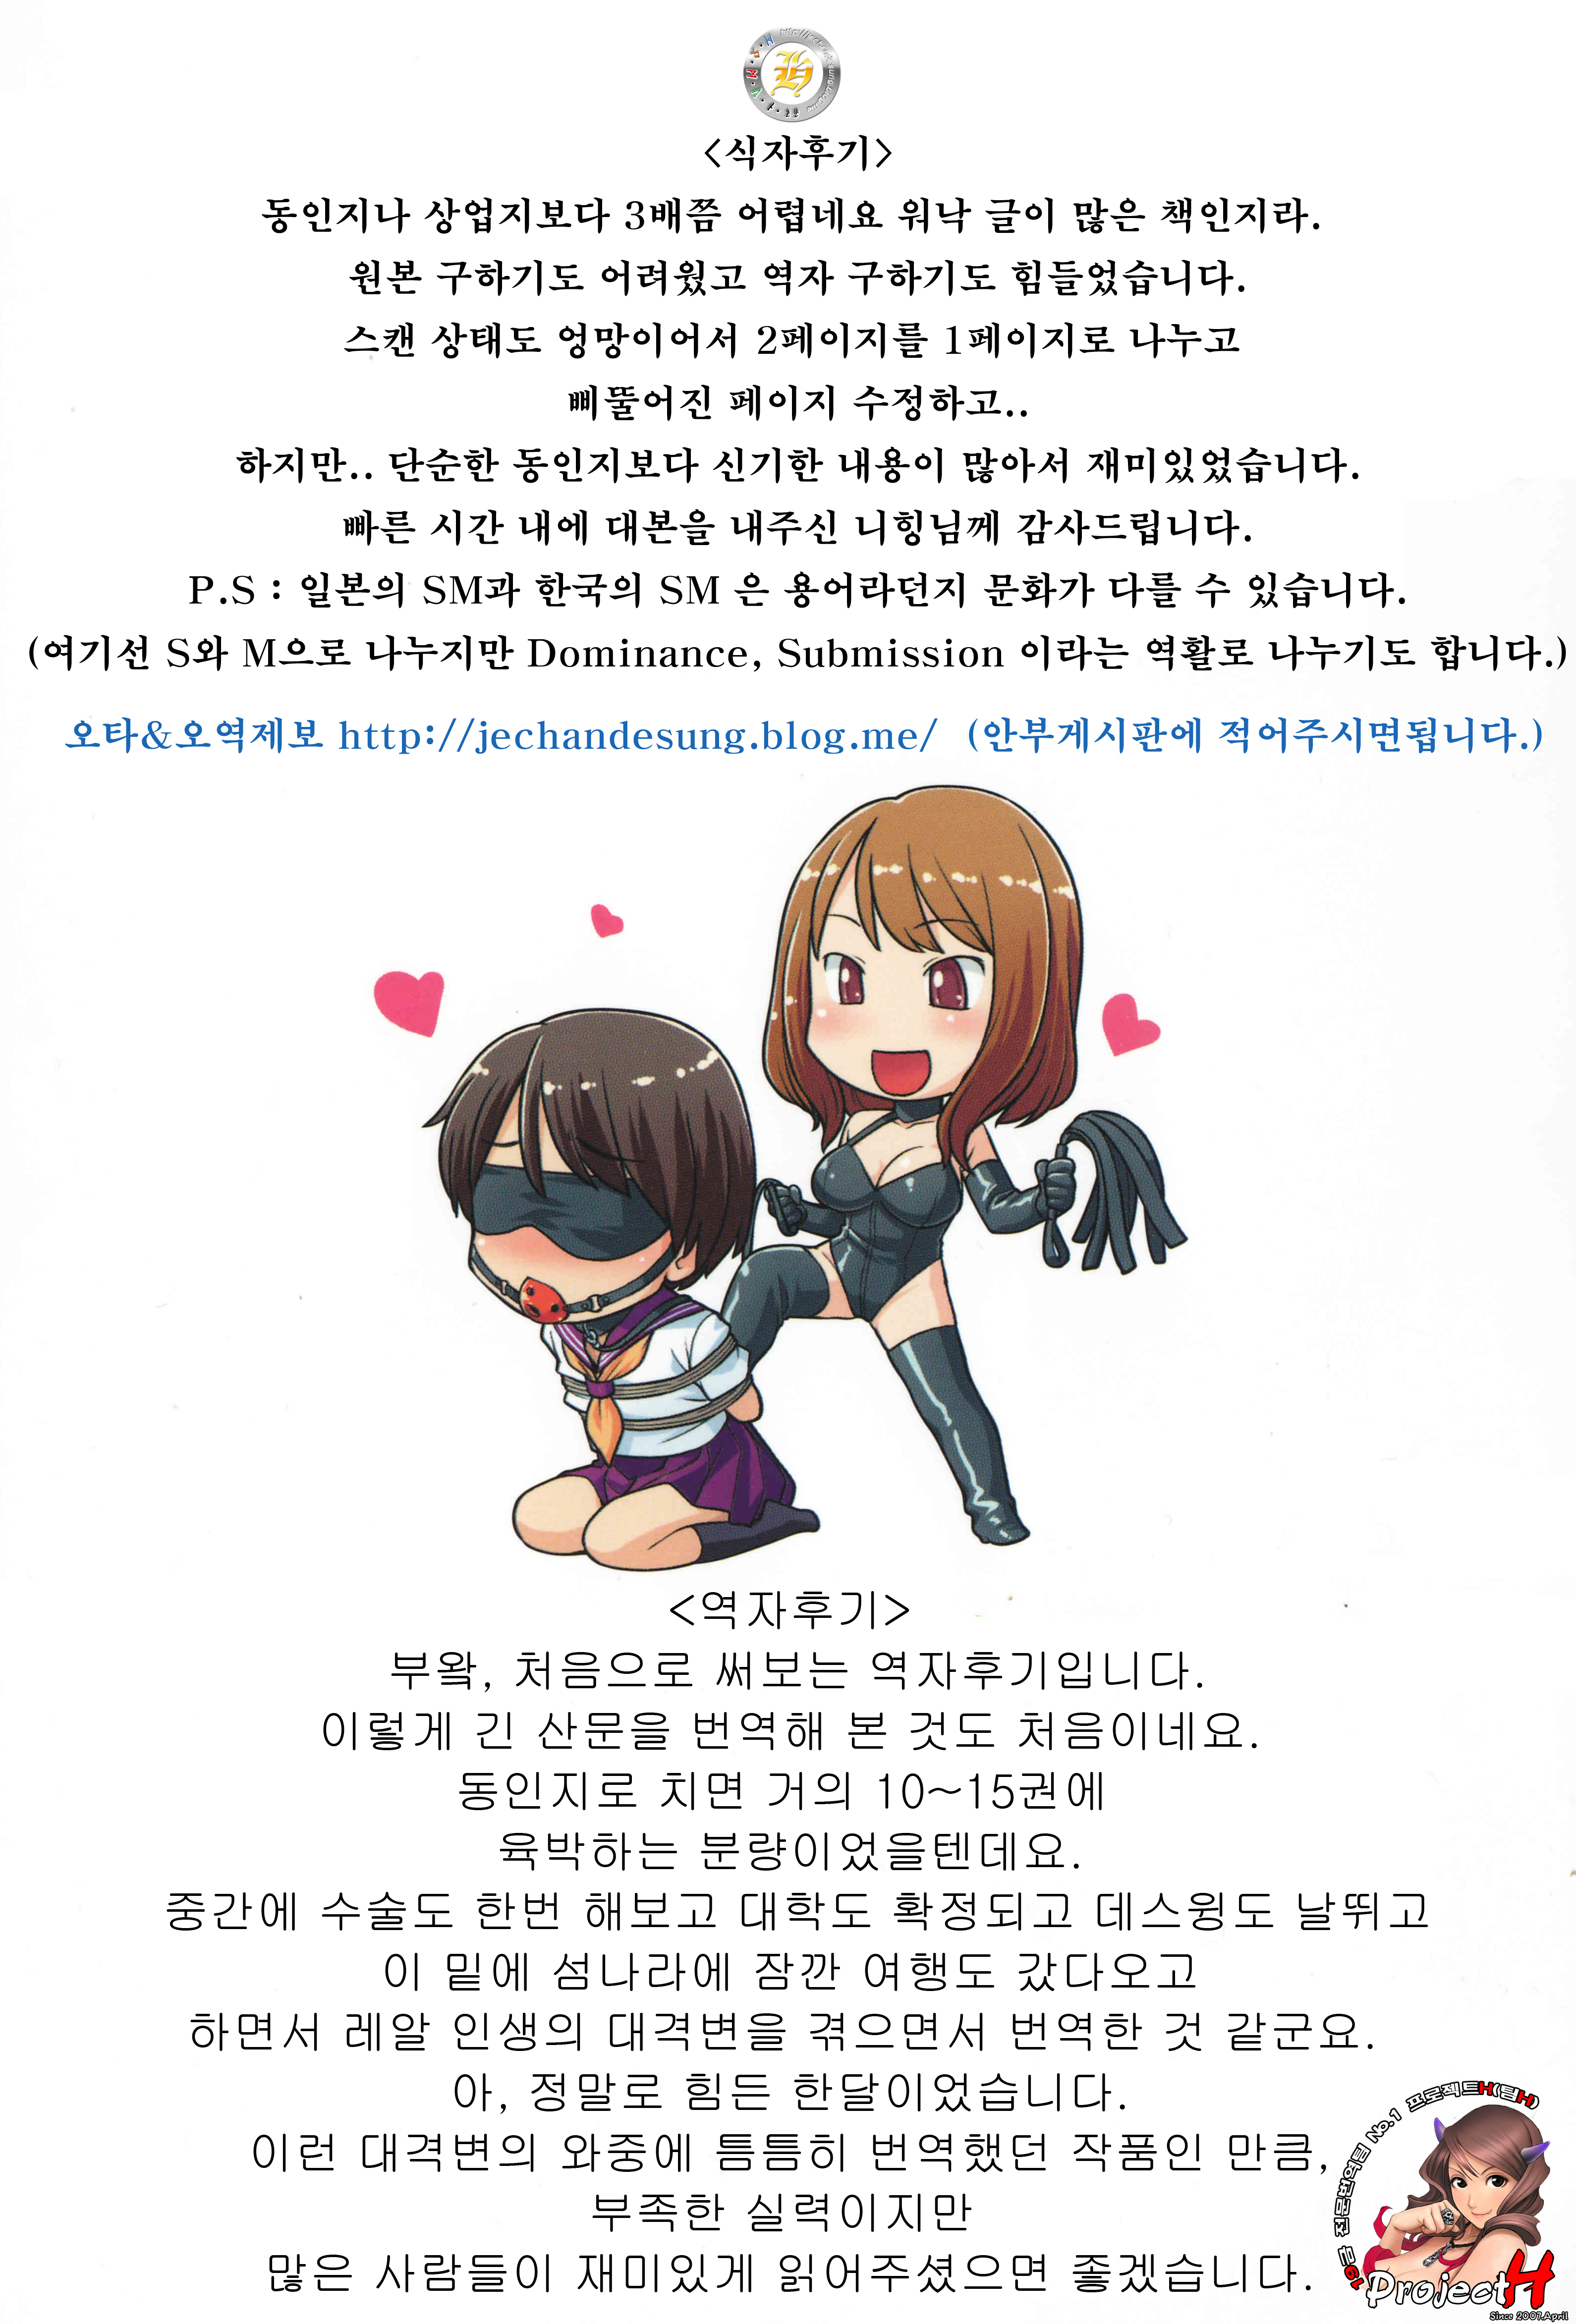 <식자후기>
동인지나 상업지보다 3배쯤 어렵네요 워낙 글이 많은 책인지라.
원본 구하기도 어려웠고 역자 구하기도 힘들었습니다.
스캔 상태도 엉망이어서 2페이지를 1페이지로 나누고
삐뚤어진 페이지 수정하고..
하지만.. 단순한 동인지보다 신기한 내용이 많아서 재미있었습니다.
빠른 시간 내에 대본을 내주신 니힝님께 감사드립니다.
P.S : 일본의 SM과 한국의 SM 은 용어라던지 문화가 다를 수 있습니다.
(여기선 S와 M으로 나누지만 Dominance, Submission 이라는 역활로 나누기도 합니다.)
오타&오역제보 http://jechandesung.blog.me/ (안부게시판에 적어주시면됩니다.)
<역자후기>
부왘, 처음으로 써보는 역자후기입니다.
이렇게 긴 산문을 번역해 본 것도 처음이네요.
동인지로 치면 거의 10~15권에
육박하는 분량이었을텐데요.
중간에 수술도 한번 해보고 대학도 확정되고 데스윙도 날뛰고
이 밑에 섬나라에 잠깐 여행도 갔다오고
하면서 레알 인생의 대격변을 겪으면서 번역한 것 같군요.
아, 정말로 힘든 한달이었습니다.
이런 대격변의 와중에 틈틈히 번역했던 작품인 만큼,
부족한 실력이지만
많은 사람들이 재미있게 읽어주셨으면 좋겠습니다.
19금 전문번역팀 No.1 프로젝트H(팀H)
ProjectH
Since 2007.April